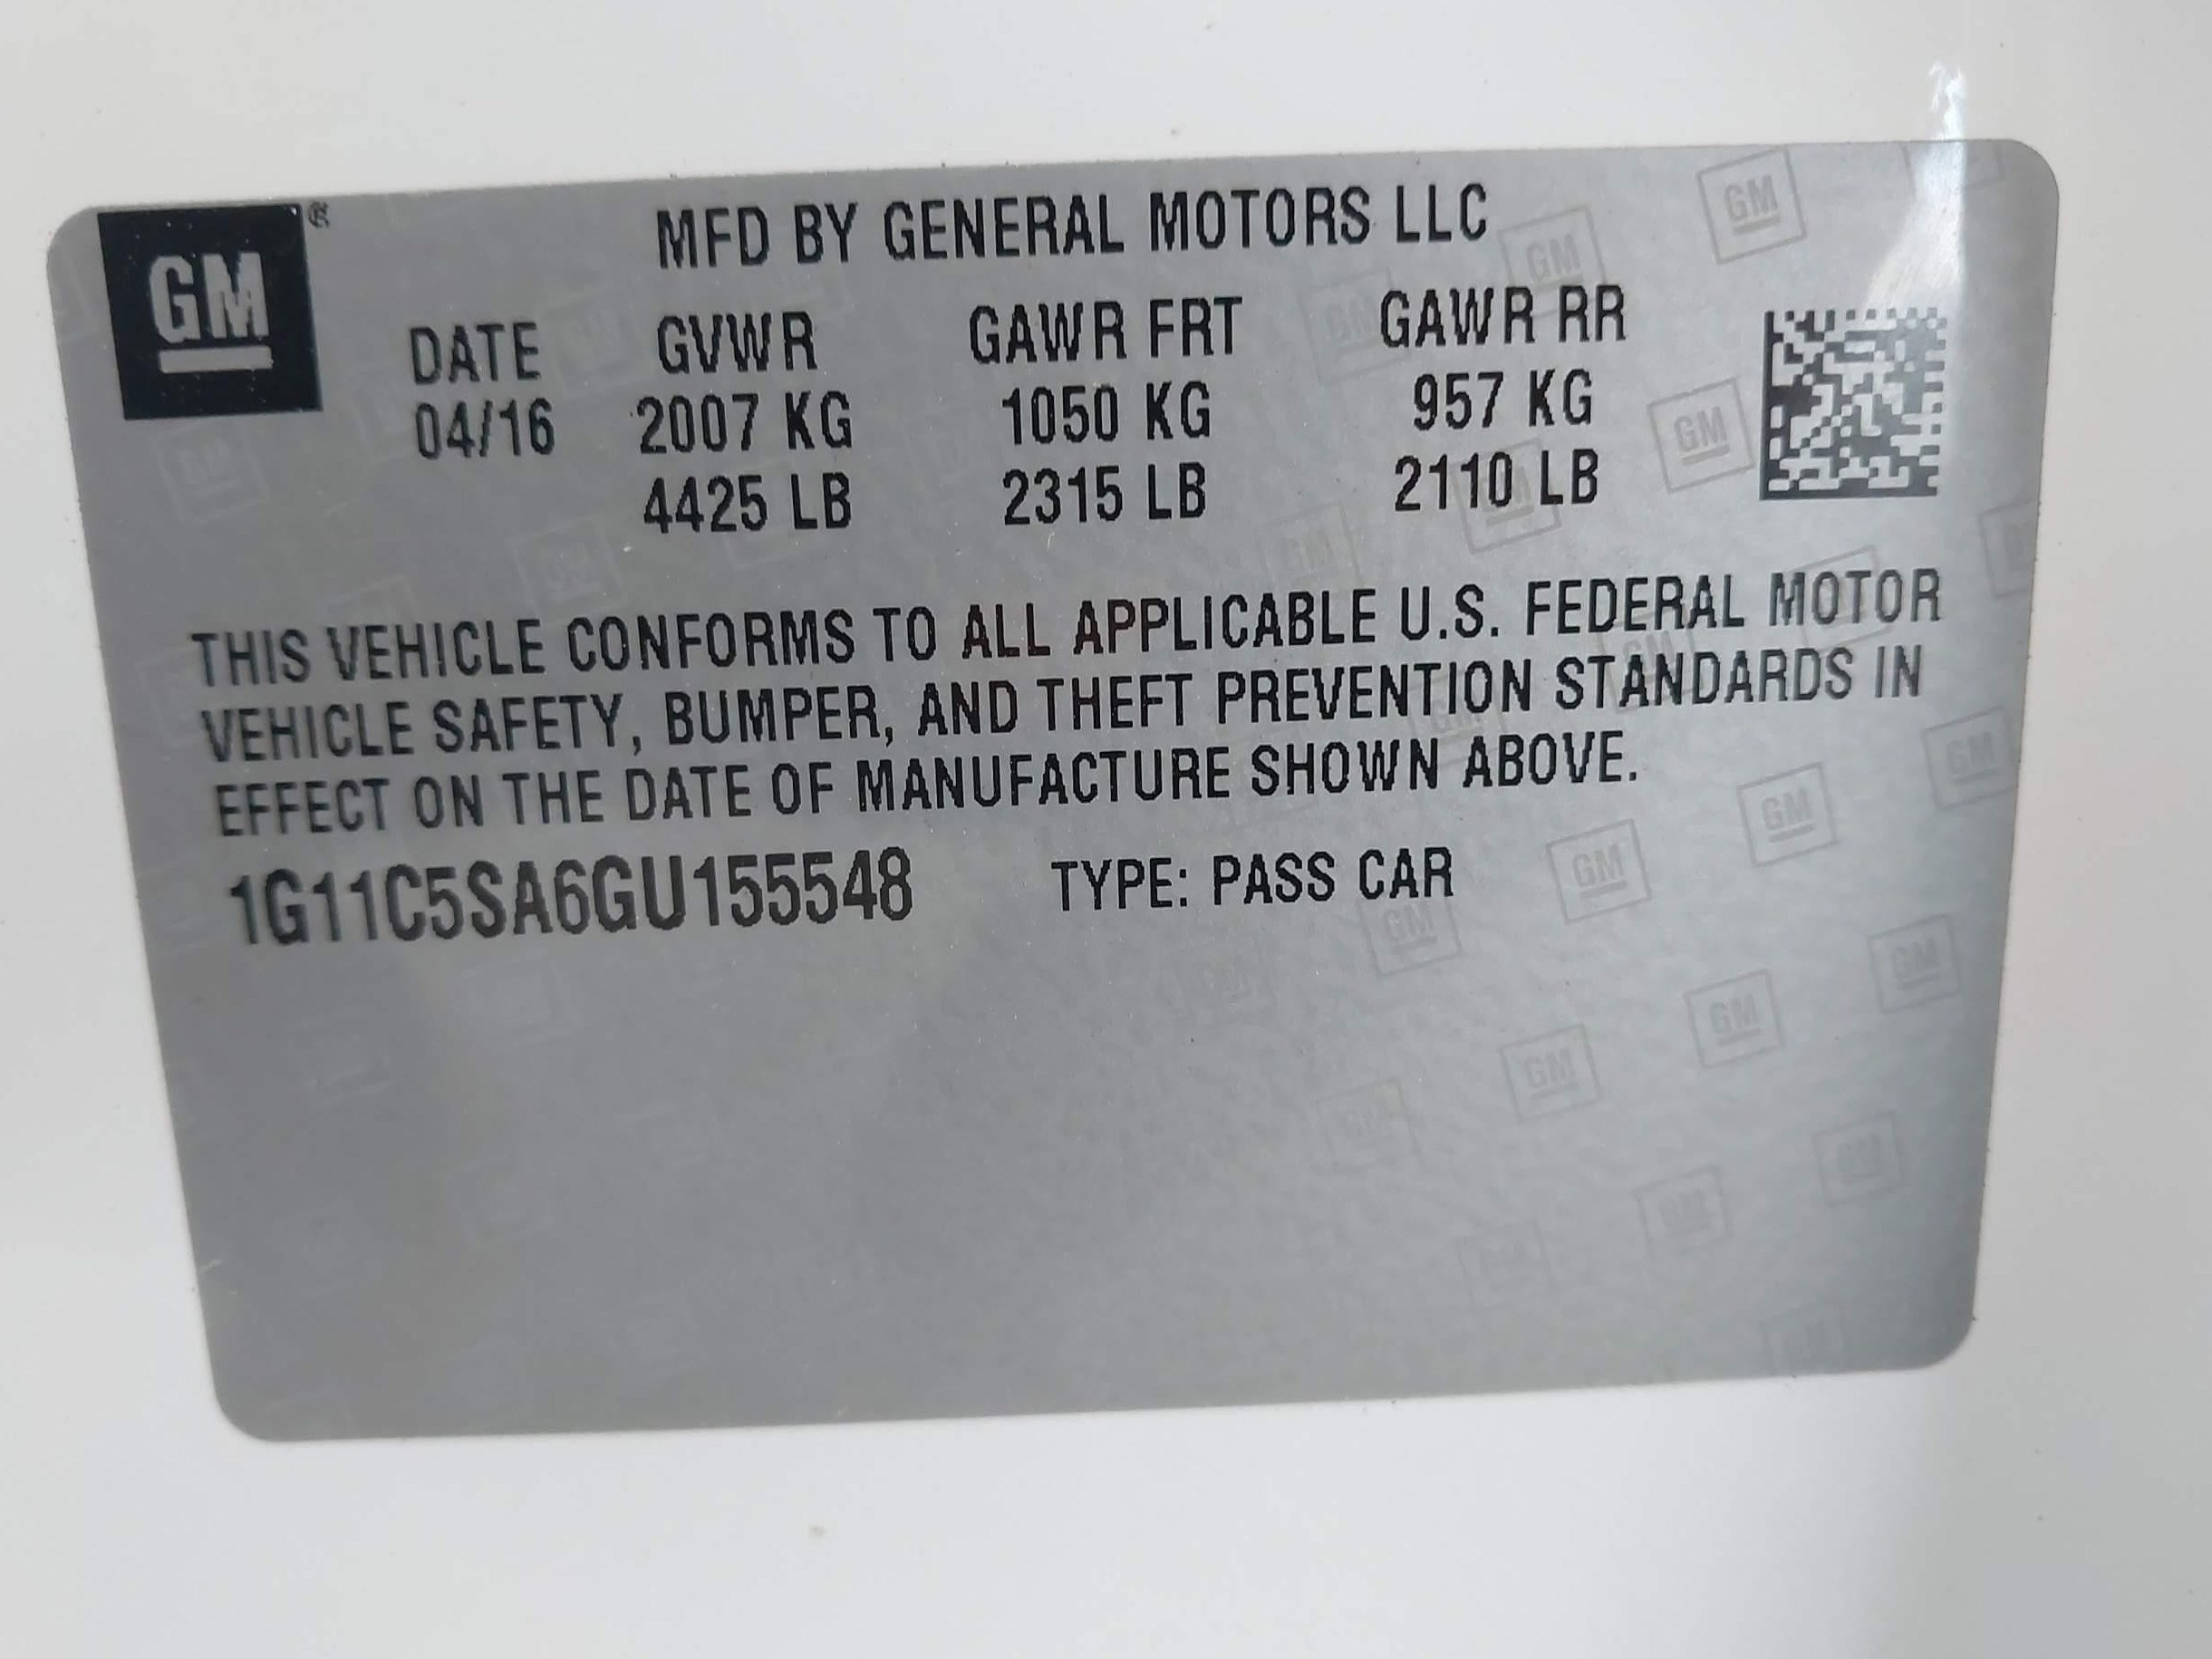 GM
MFD BY GENERAL MOTORS LLC
DATE GVWR GAWR FRT GAWR RR
04/16 2007 KG 1050 KG 957 KG
4425 LB 2315 LB 2110 LB
THIS VEHICLE CONFORMS TO ALL APPLICABLE U.S. FEDERAL MOTOR
VEHICLE SAFETY, BUMPER, AND THEFT PREVENTION STANDARDS IN
EFFECT ON THE DATE OF MANUFACTURE SHOWN ABOVE.
1G11C5SA6GU155548 TYPE: PASS CAR